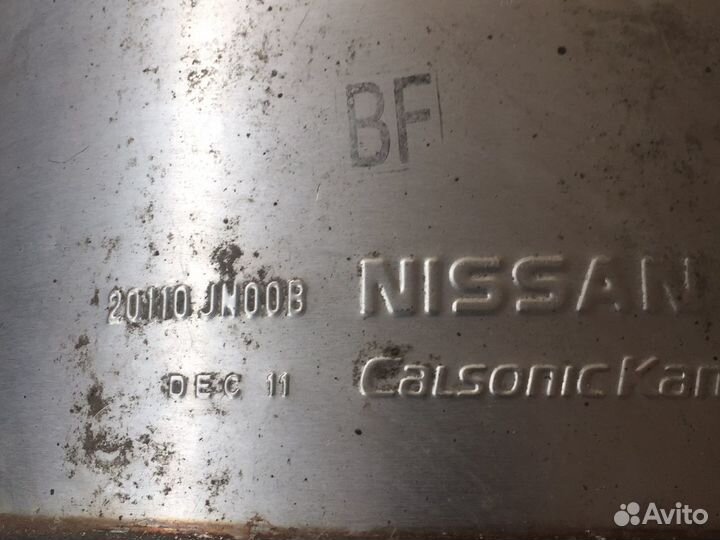 BF
20110 JN00B NISSAN
DEC 11 CalsonicKan
Avito